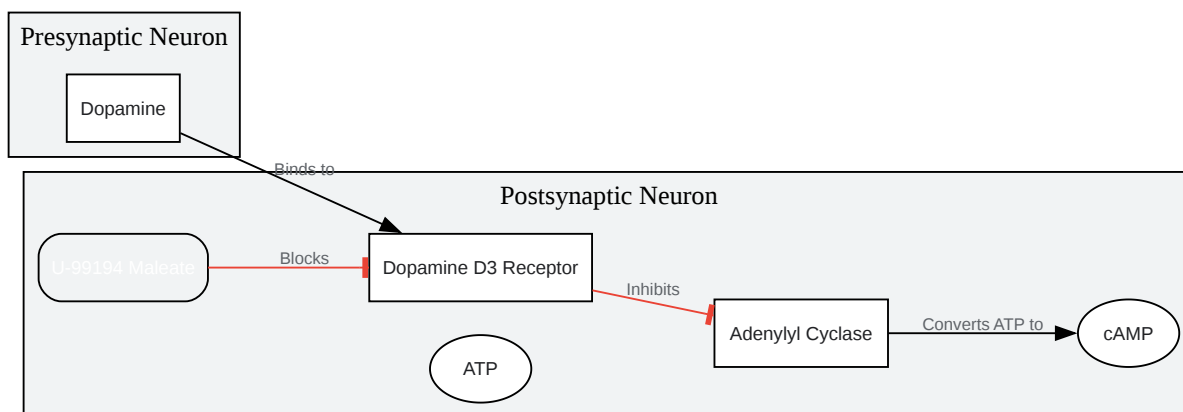 Presynaptic Neuron
Dopamine
Binds to
Postsynaptic Neuron
U-99194 Maleate
Blocks
Dopamine D3 Receptor
Inhibits
Adenylyl Cyclase
Converts ATP to
cAMP
ATP